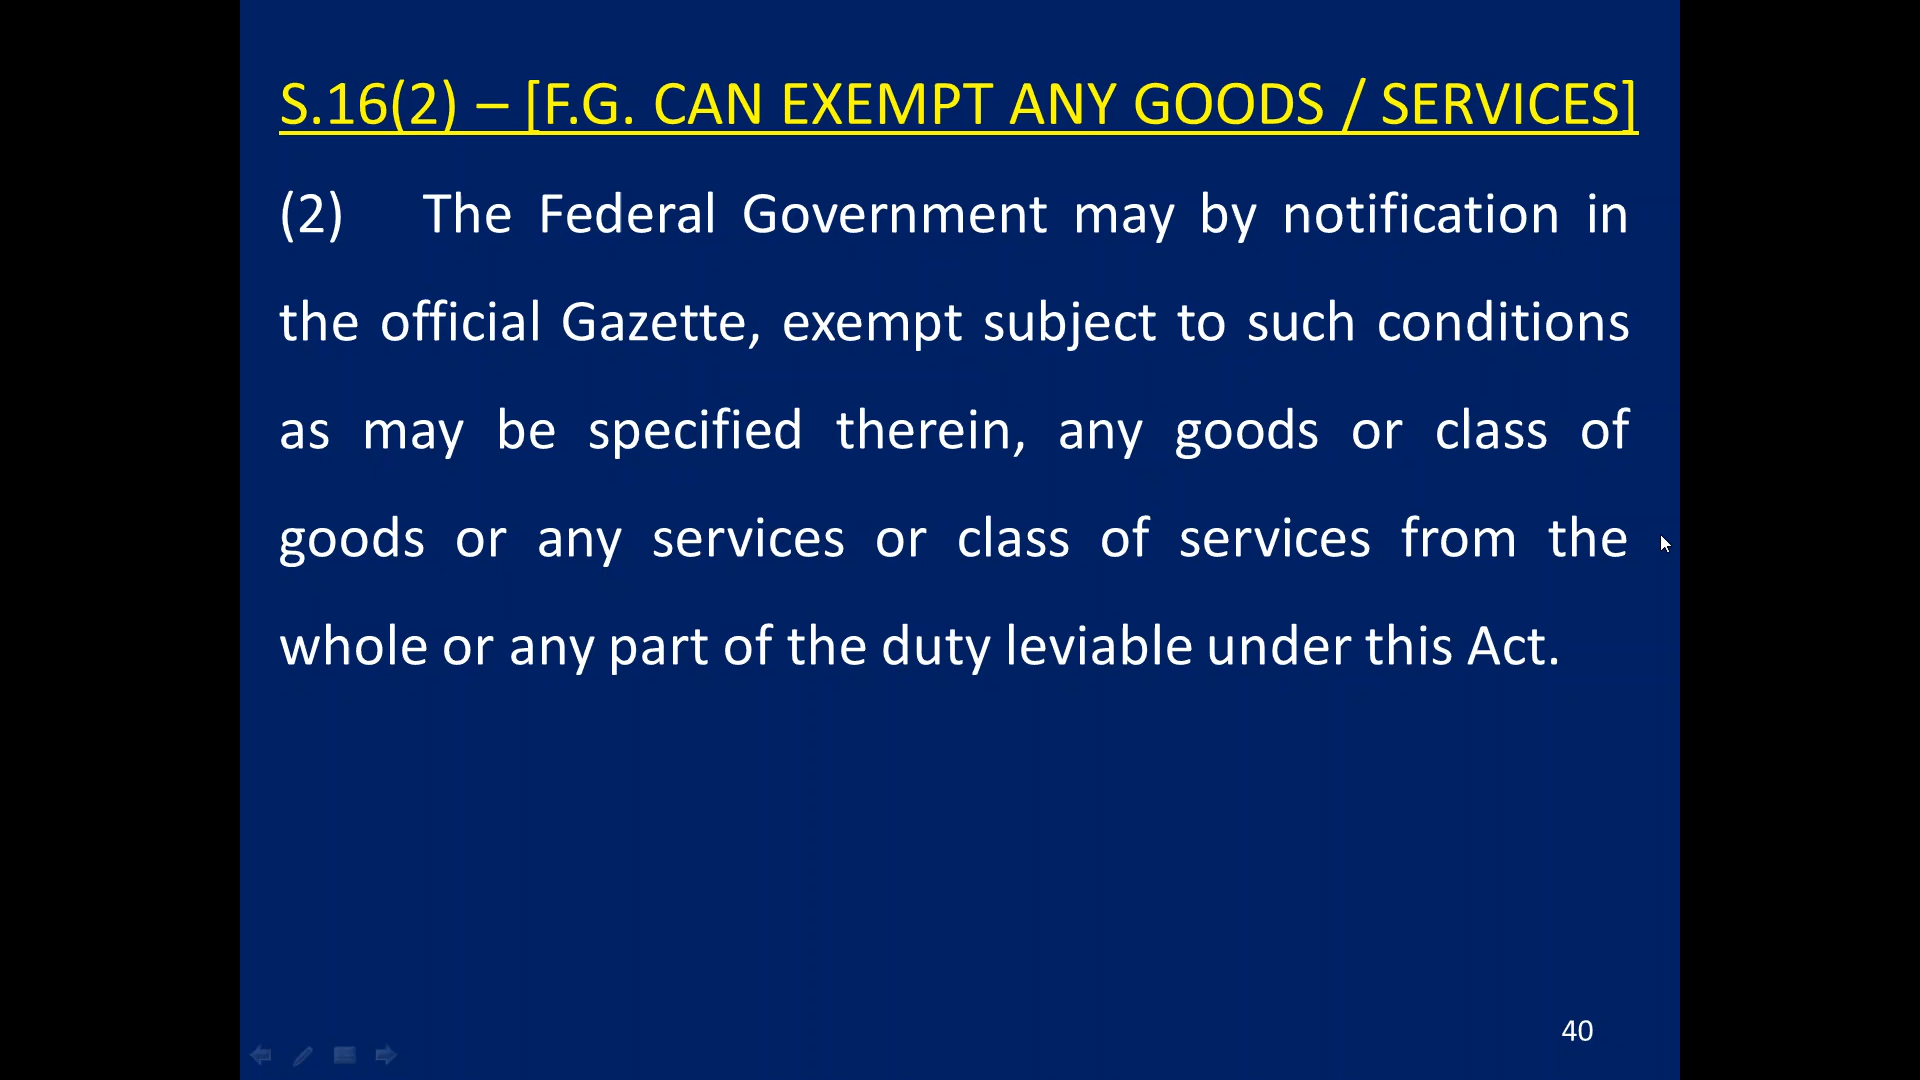 S.16(2) – [F.G. CAN EXEMPT ANY GOODS / SERVICES]
(2) The Federal Government may by notification in
the official Gazette, exempt subject to such conditions
as may be specified therein, any goods or class of
goods or any services or class of services from the
whole or any part of the duty leviable under this Act.
40